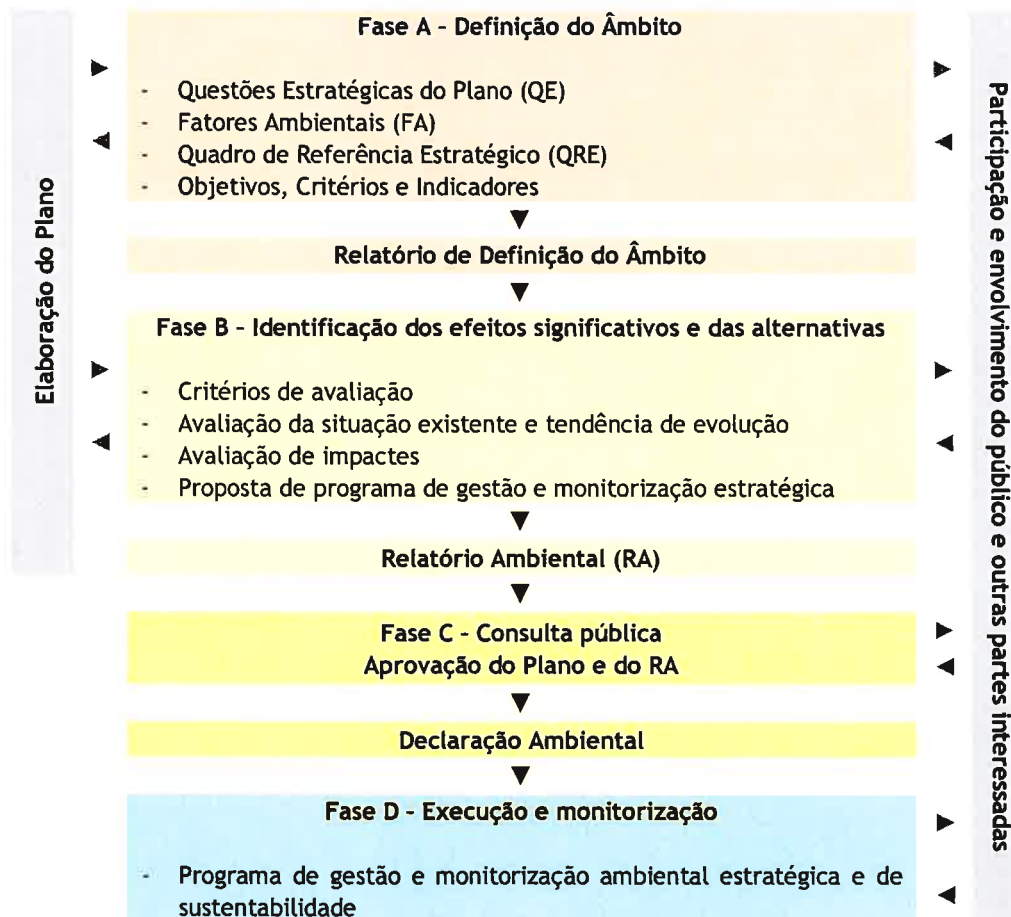 Fase A - Definição do Âmbito
- Questões Estratégicas do Plano (QE)
- Fatores Ambientais (FA)
- Quadro de Referência Estratégico (QRE)
- Objetivos, Critérios e Indicadores
Relatório de Definição do Âmbito
Fase B - Identificação dos efeitos significativos e das alternativas
- Critérios de avaliação
- Avaliação da situação existente e tendência de evolução
- Avaliação de impactes
- Proposta de programa de gestão e monitorização estratégica
Relatório Ambiental (RA)
Fase C - Consulta pública
Aprovação do Plano e do RA
Declaração Ambiental
Fase D - Execução e monitorização
- Programa de gestão e monitorização ambiental estratégica e de
sustentabilidade
Elaboração do Plano
Participação e envolvimento do público e outras partes interessadas